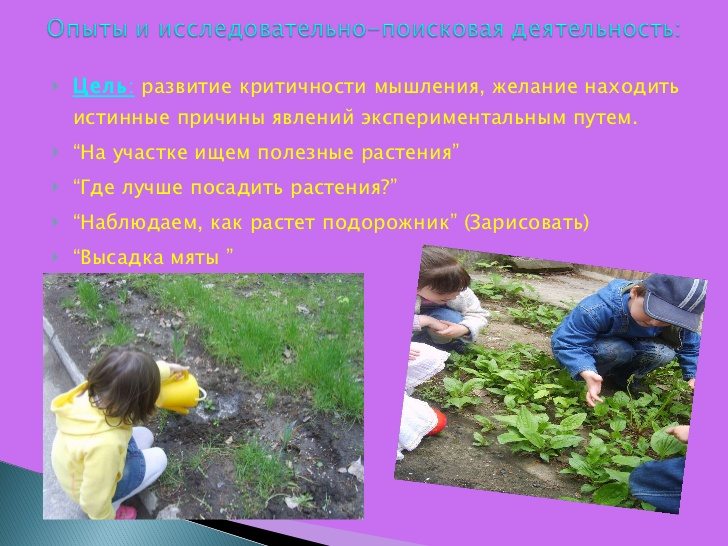 Опыты и исследовательно-поисковая деятельность:
Цель: развитие критичности мышления, желание находить
истинные причины явлений экспериментальным путем.
“На участке ищем полезные растения”
“Где лучше посадить растения?”
“Наблюдаем, как растет подорожник” (Зарисовать)
“Высадка мяты ”